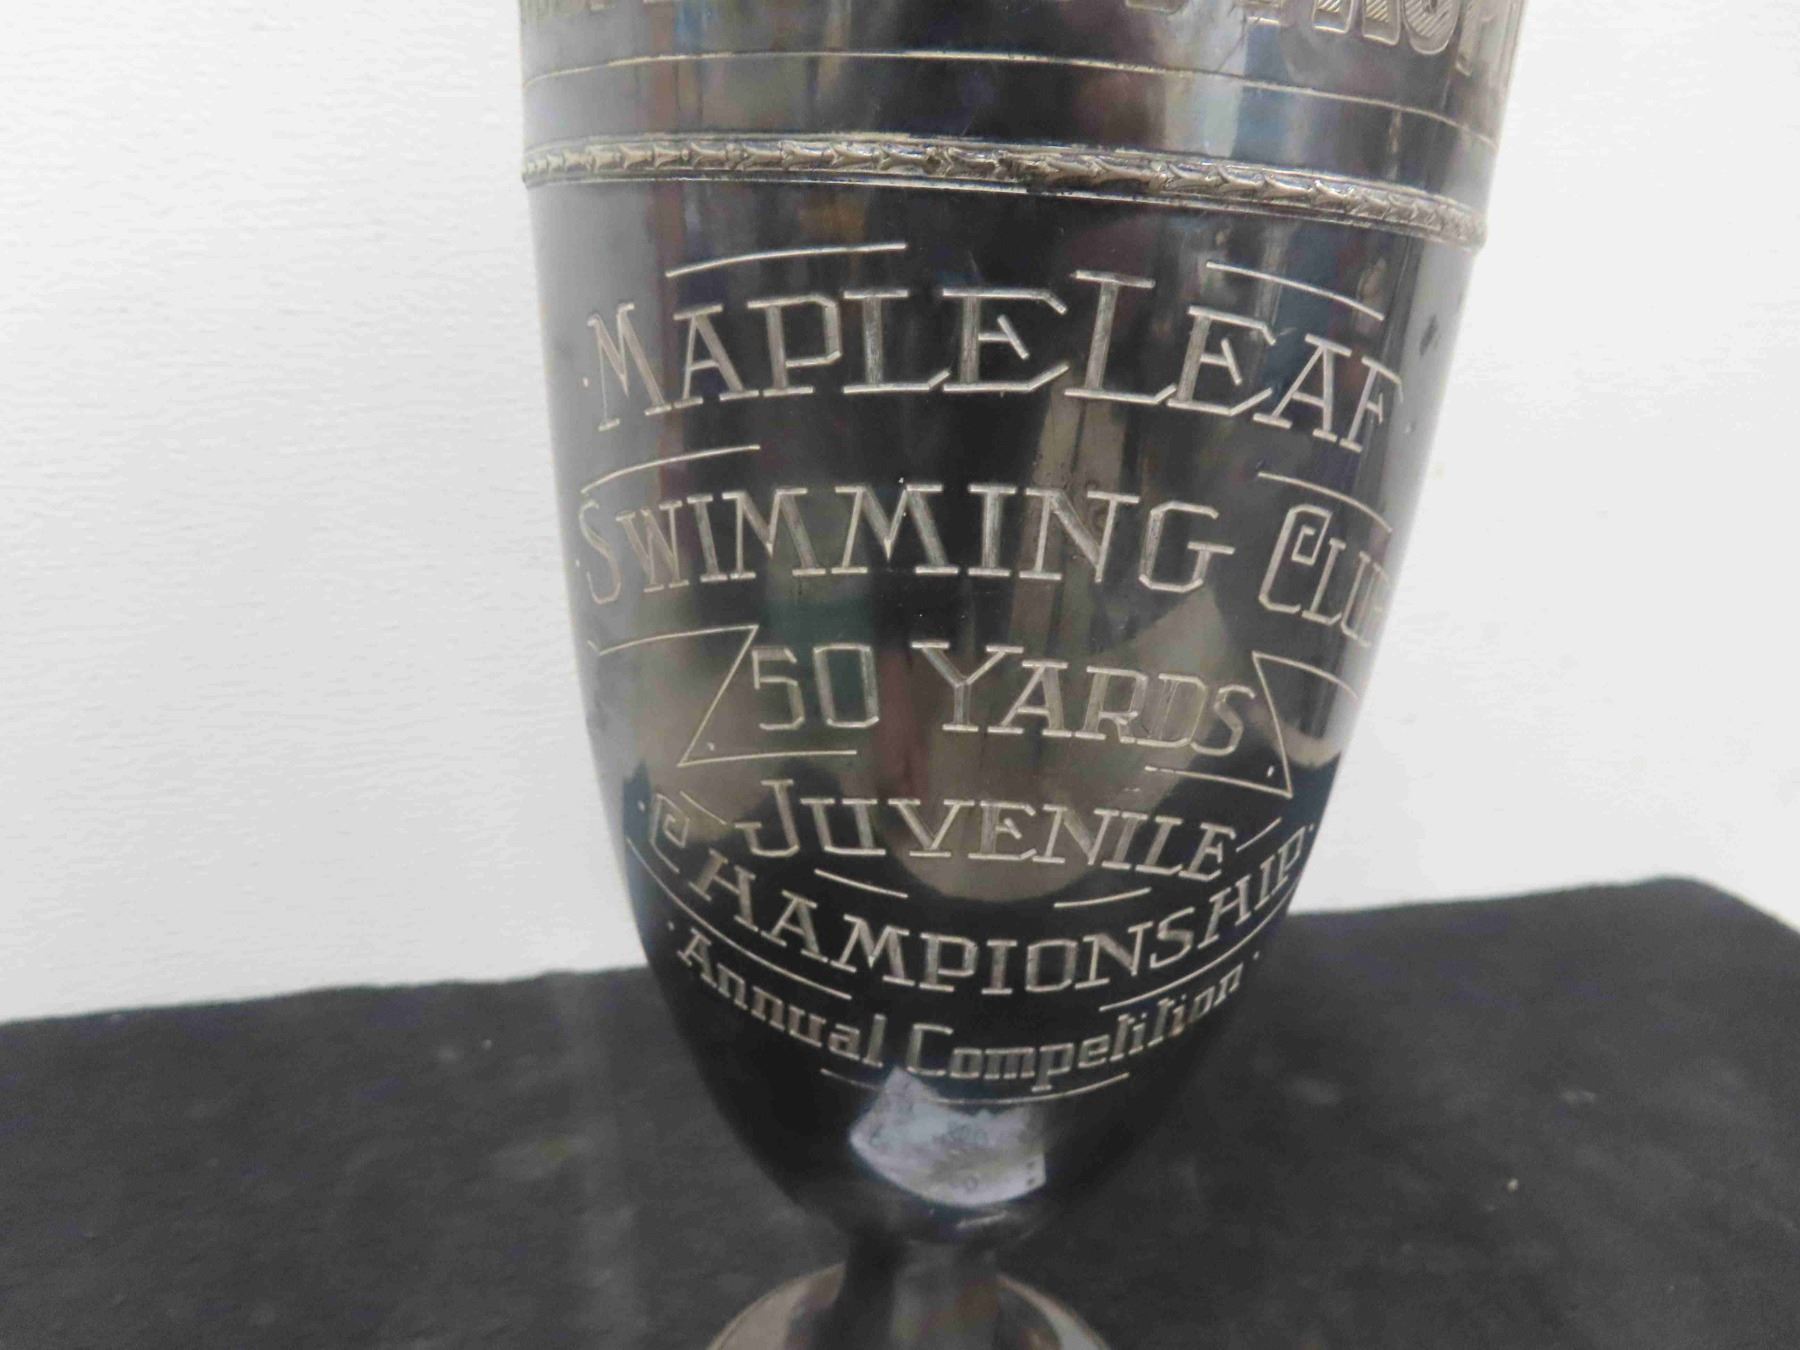 MAPLE LEAF
SWIMMING CLUB
50 YARDS
JUVENILE
CHAMPIONSHIP
Annual Competition